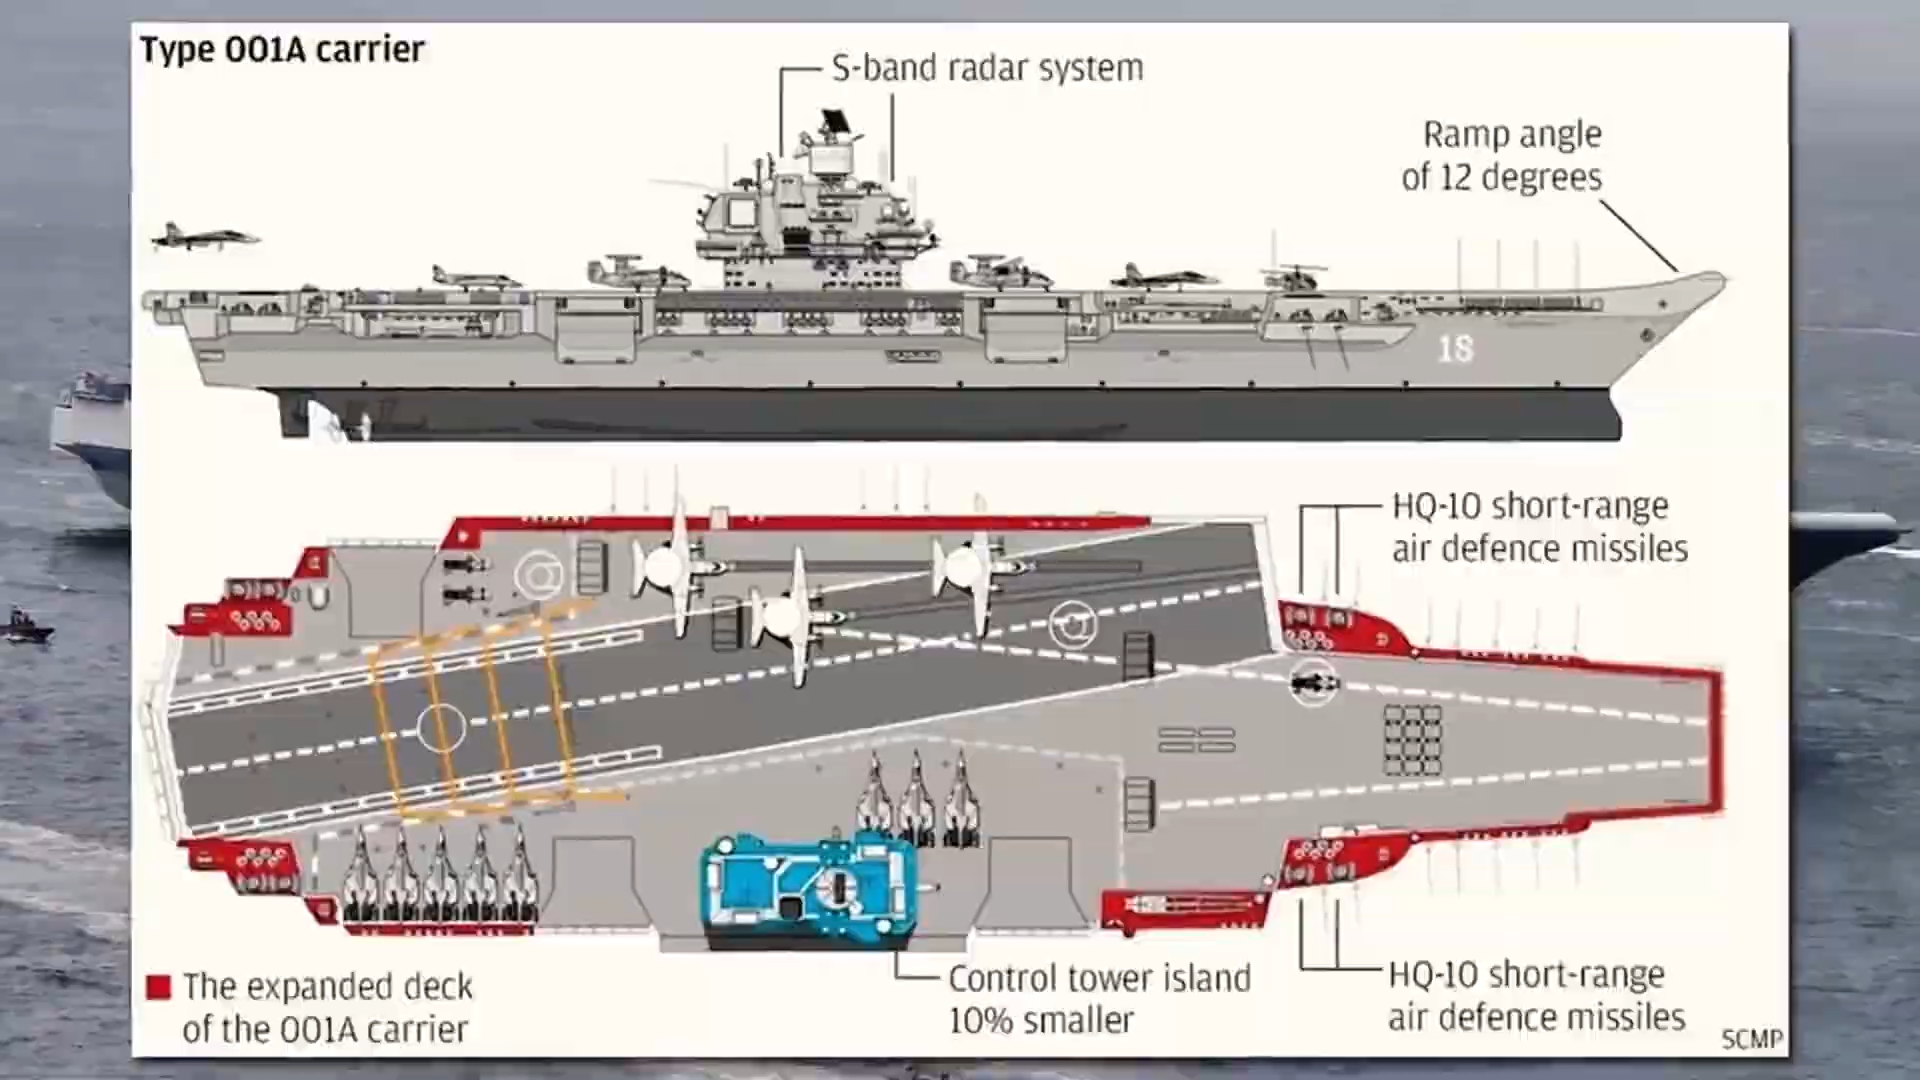 Type 001A carrier
S-band radar system
Ramp angle
of 12 degrees
18
HQ-10 short-range
air defence missiles
The expanded deck
of the 001A carrier
Control tower island
10% smaller
HQ-10 short-range
air defence missiles
SCMP